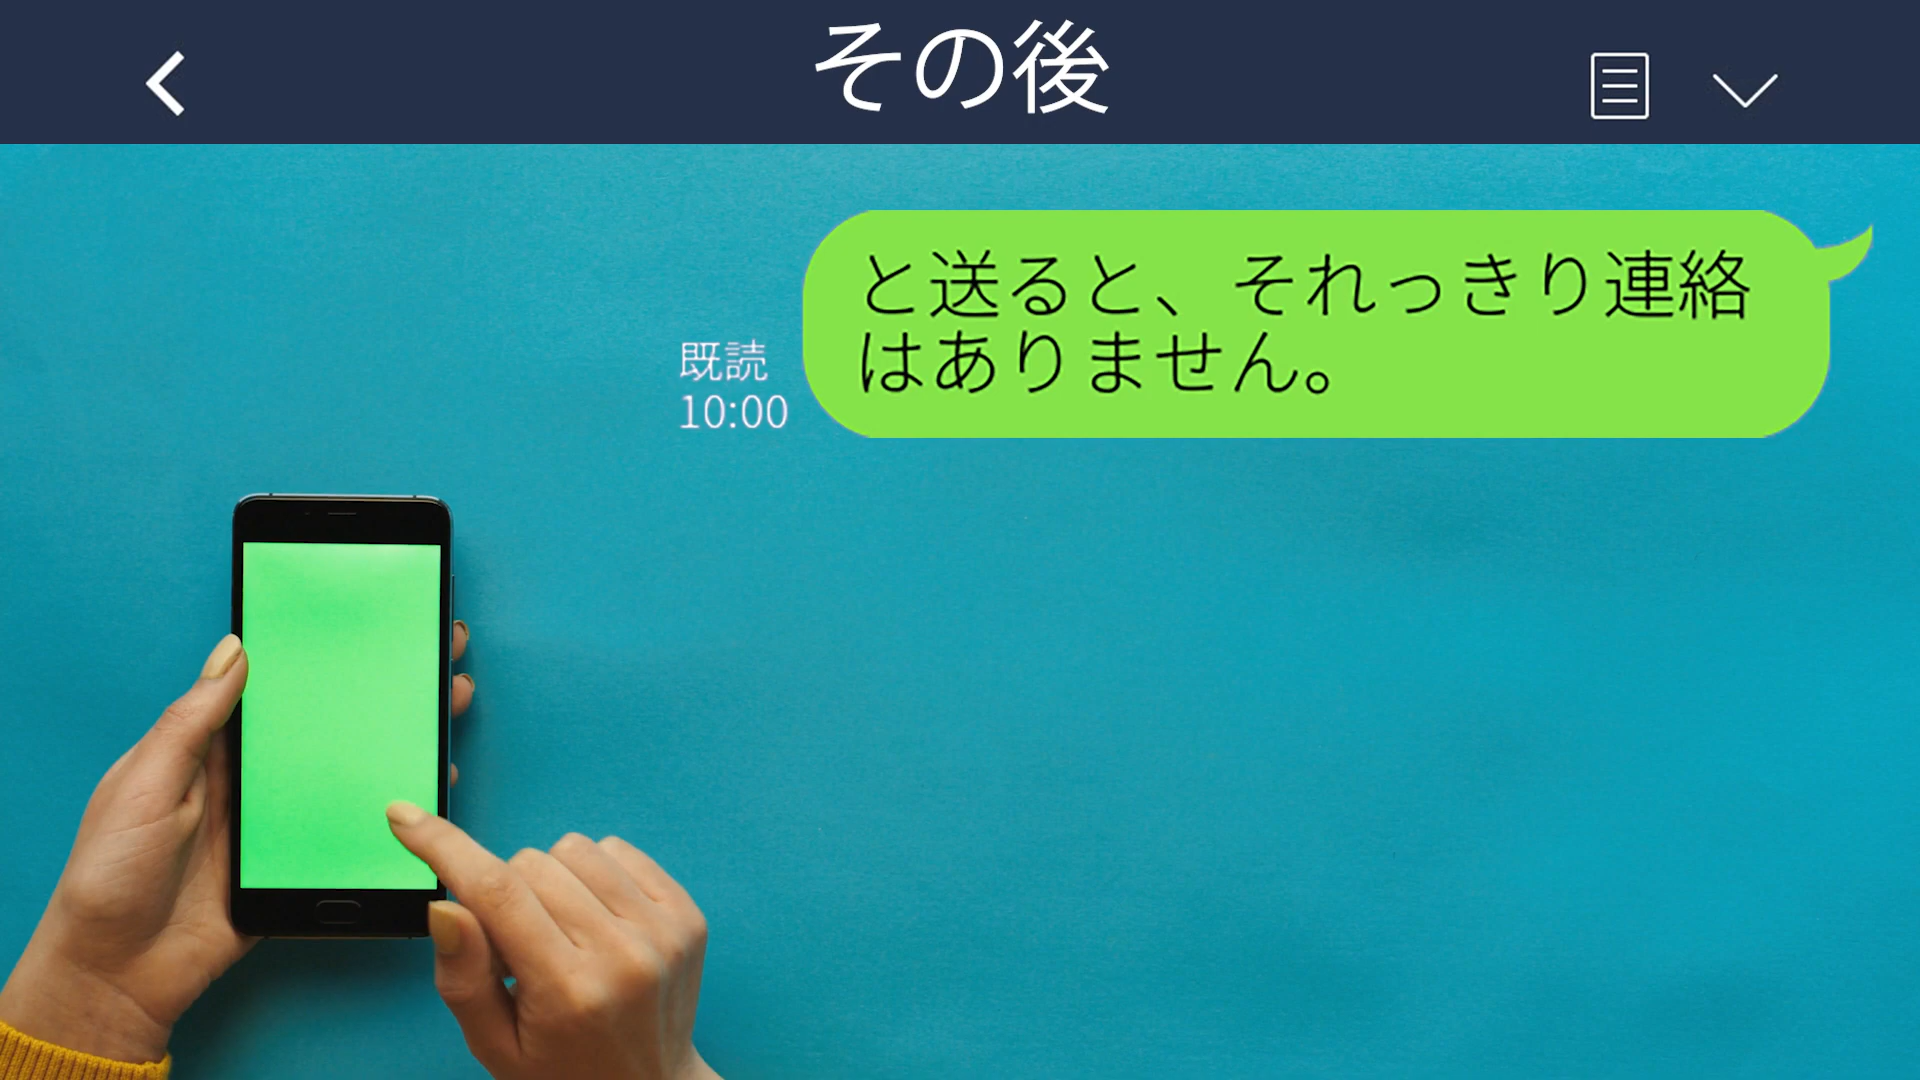 その後
と送ると、それっきり連絡
はありません。
既読
10:00